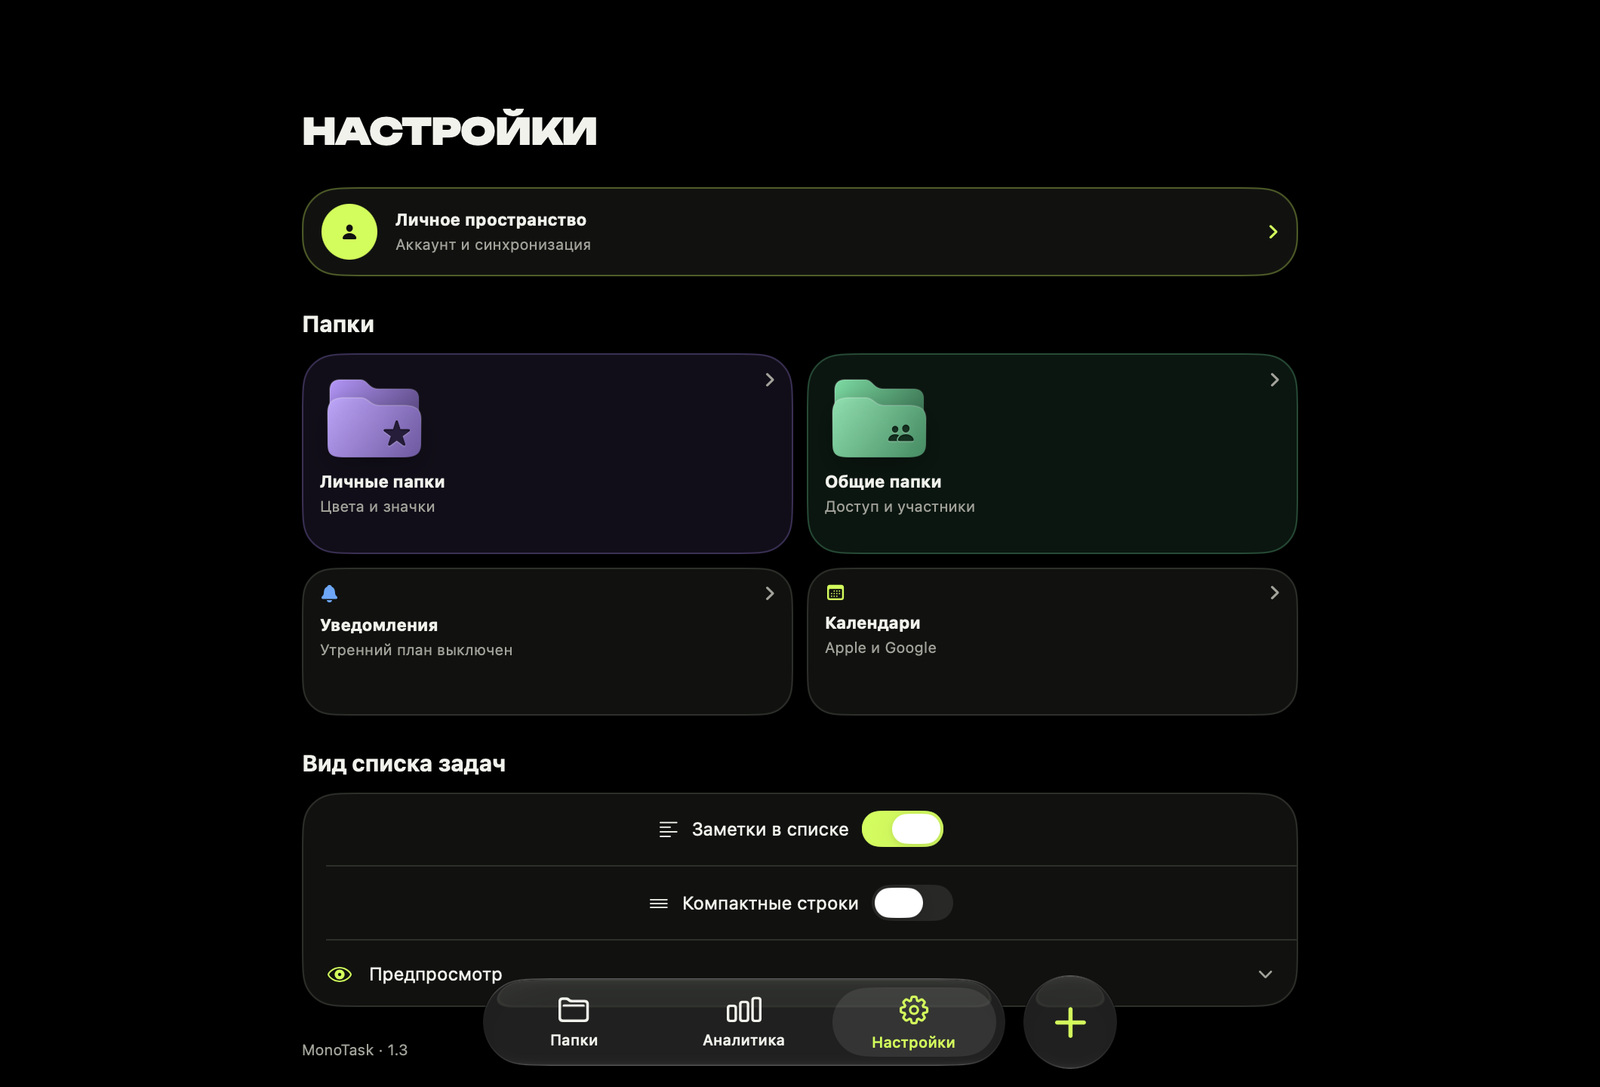 НАСТРОЙКИ
Личное пространство
Аккаунт и синхронизация
Папки
Личные папки
Цвета и значки
Общие папки
Доступ и участники
Уведомления
Утренний план выключен
Календари
Apple и Google
Вид списка задач
Заметки в списке
Компактные строки
Предпросмотр
Папки
Аналитика
Настройки
MonoTask · 1.3